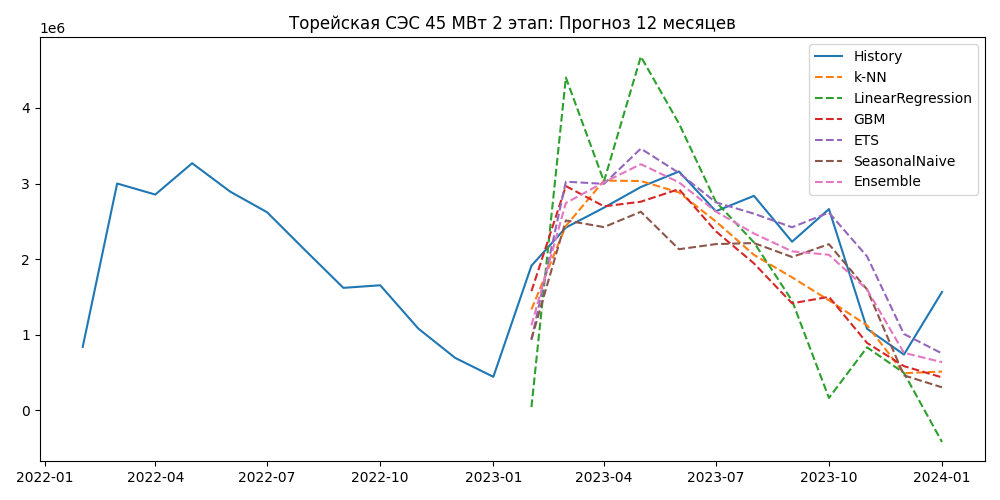 Торейская СЭС 45 МВт 2 этап: Прогноз 12 месяцев
1e6
History
k-NN
LinearRegression
GBM
ETS
SeasonalNaive
Ensemble
4
3
2
1
0
2022-01 2022-04 2022-07 2022-10 2023-01 2023-04 2023-07 2023-10 2024-01